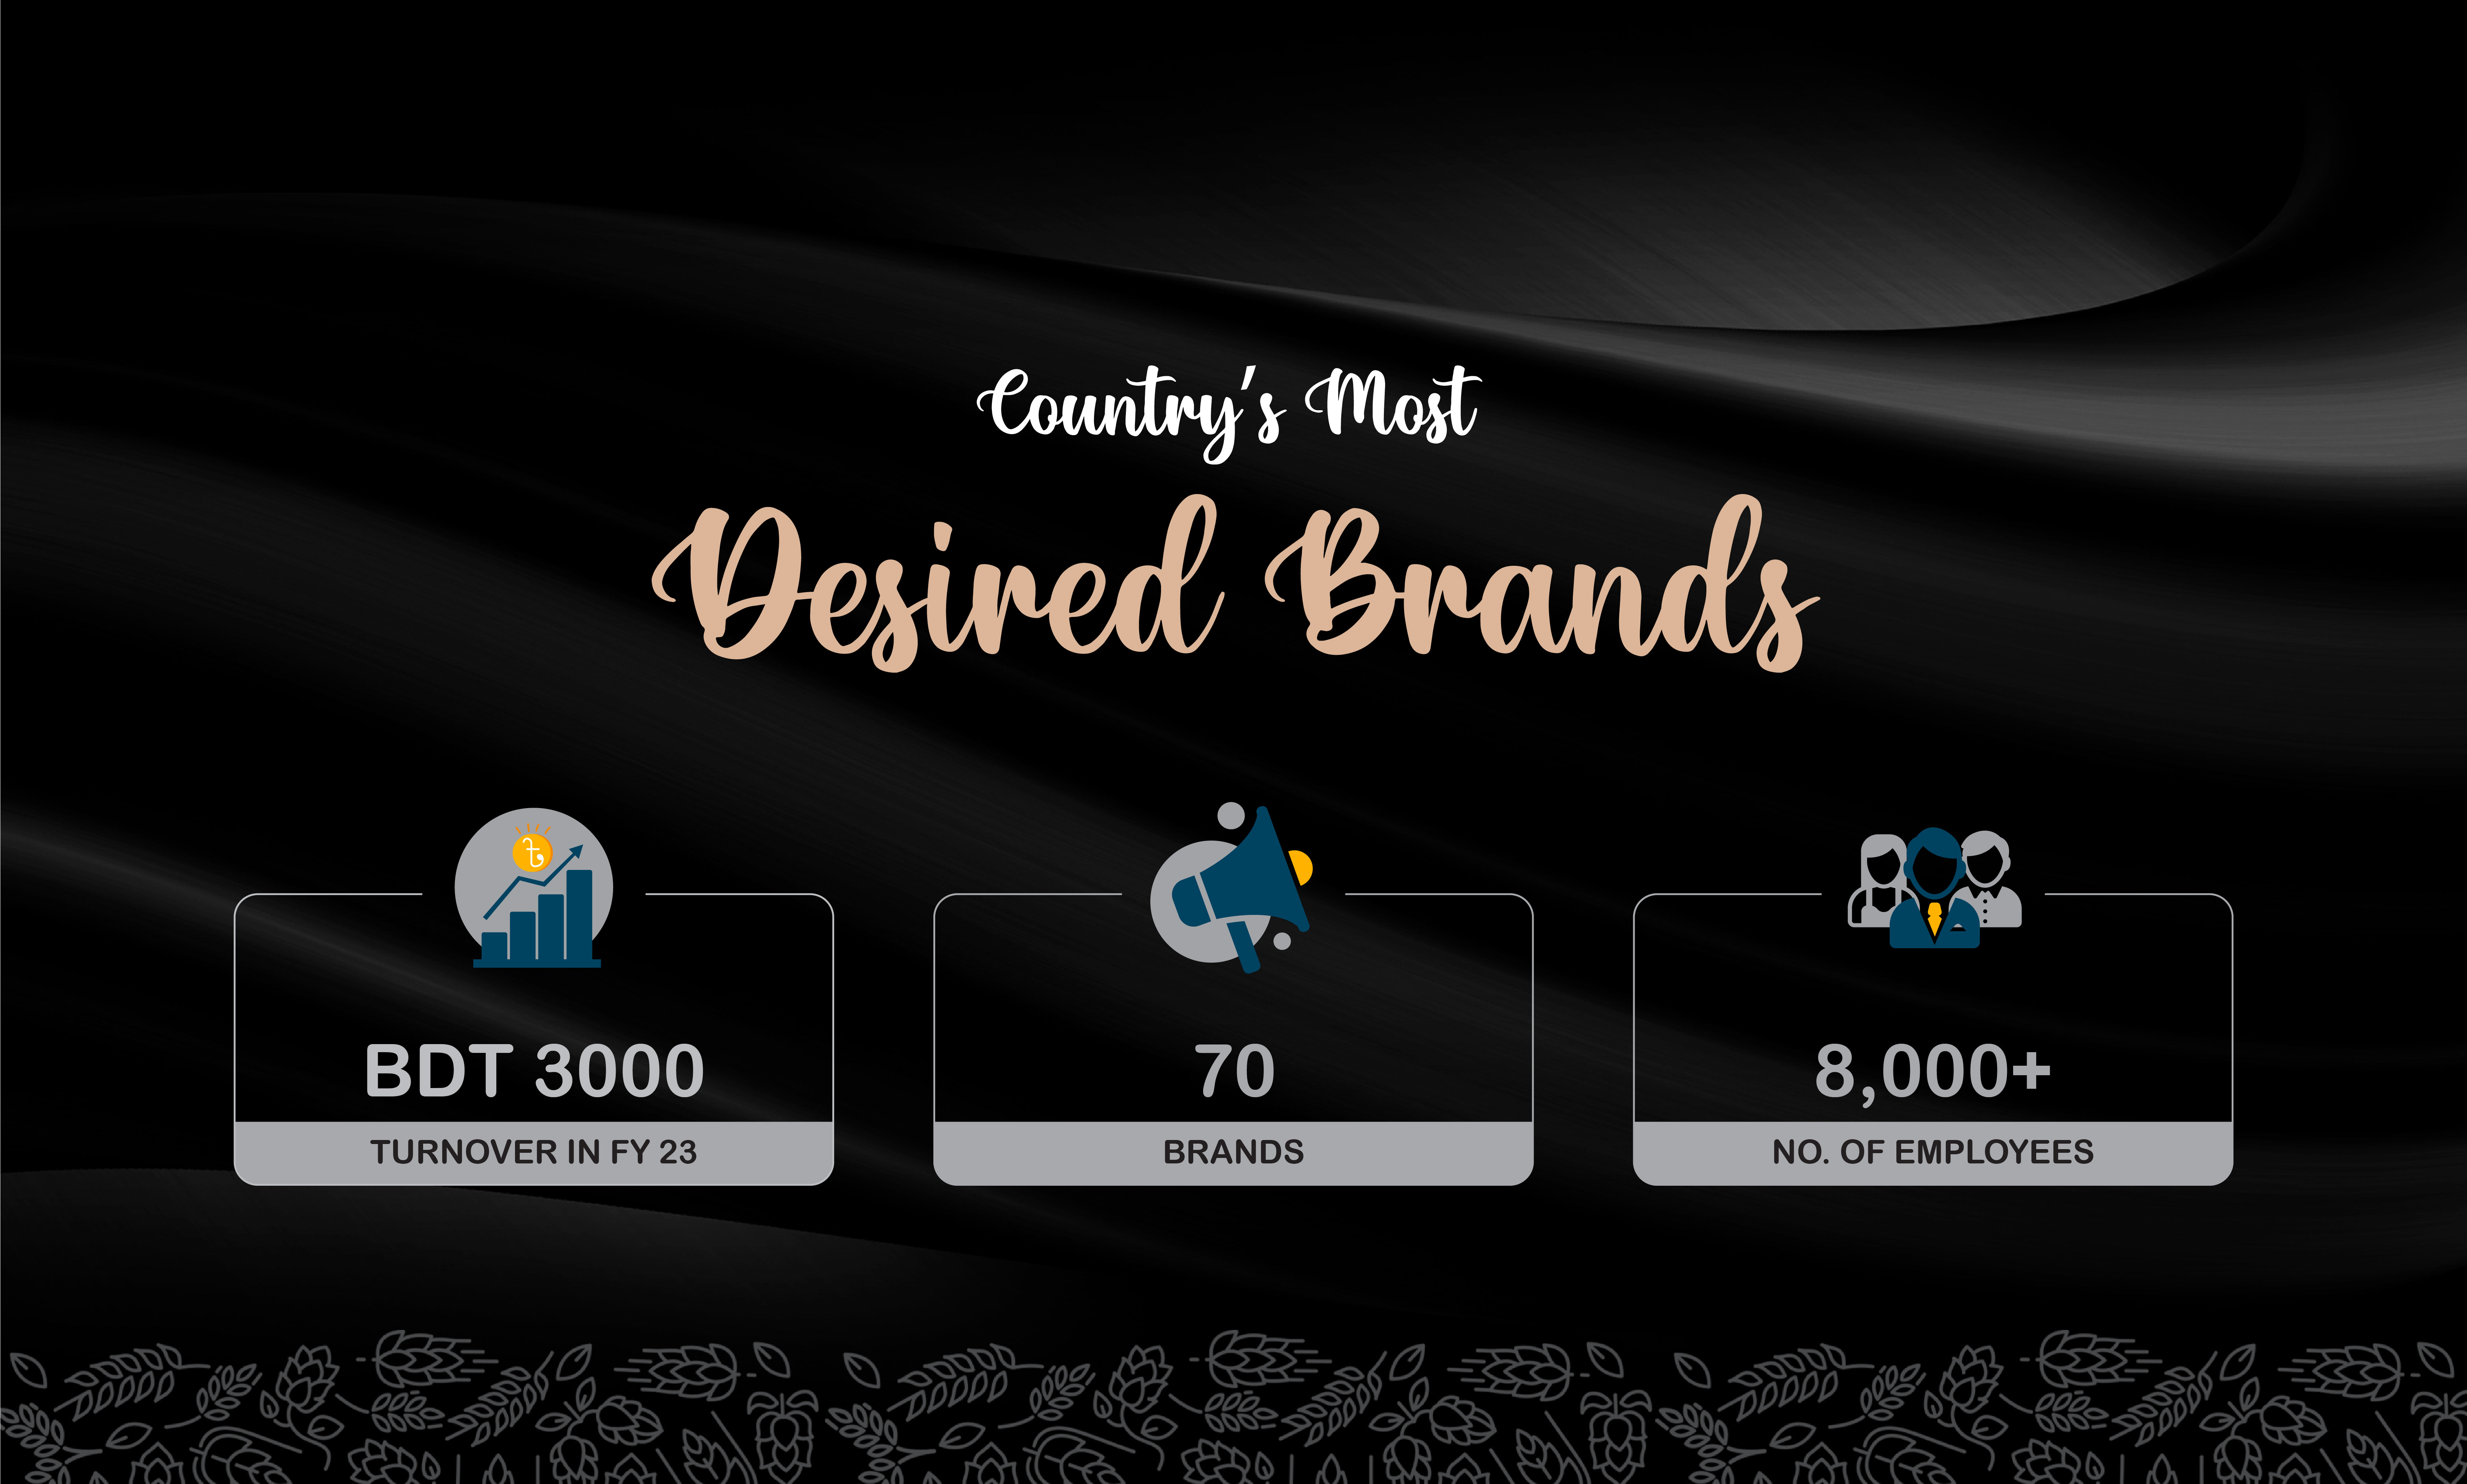 Country's Most
Desired Brands
BDT 3000
TURNOVER IN FY 23
70
BRANDS
8,000+
NO. OF EMPLOYEES